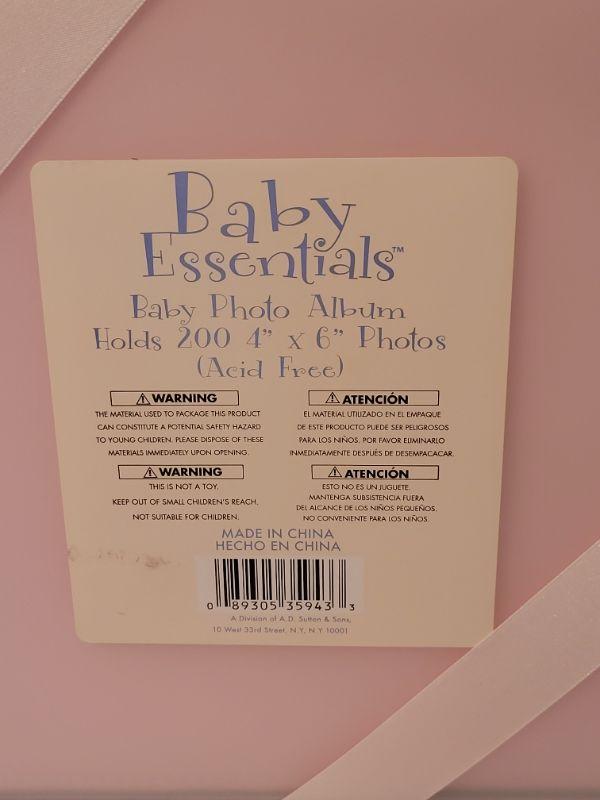 Baby
Essentials™
Baby Photo Album
Holds 200 4" x 6" Photos
(Acid Free)
⚠ WARNING
THE MATERIAL USED TO PACKAGE THIS PRODUCT
CAN CONSTITUTE A POTENTIAL SAFETY HAZARD
TO YOUNG CHILDREN. PLEASE DISPOSE OF THESE
MATERIALS IMMEDIATELY UPON OPENING.
⚠ WARNING
THIS IS NOT A TOY.
KEEP OUT OF SMALL CHILDREN'S REACH.
NOT SUITABLE FOR CHILDREN.
⚠ ATENCIÓN
EL MATERIAL UTILIZADO EN EL EMPAQUE
DE ESTE PRODUCTO PUEDE SER PELIGROSOS
PARA LOS NIÑOS. POR FAVOR ELIMINARLO
INMEDIATAMENTE DESPUÉS DE DESEMPACACAR.
⚠ ATENCIÓN
ESTO NO ES UN JUGUETE.
MANTENGA SUBSISTENCIA FUERA
DEL ALCANCE DE LOS NIÑOS PEQUEÑOS.
NO CONVENIENTE PARA LOS NIÑOS.
MADE IN CHINA
HECHO EN CHINA
0 89305 35943 3
A Division of A.D. Sutton & Sons,
10 West 33rd Street, N.Y, N.Y 10001